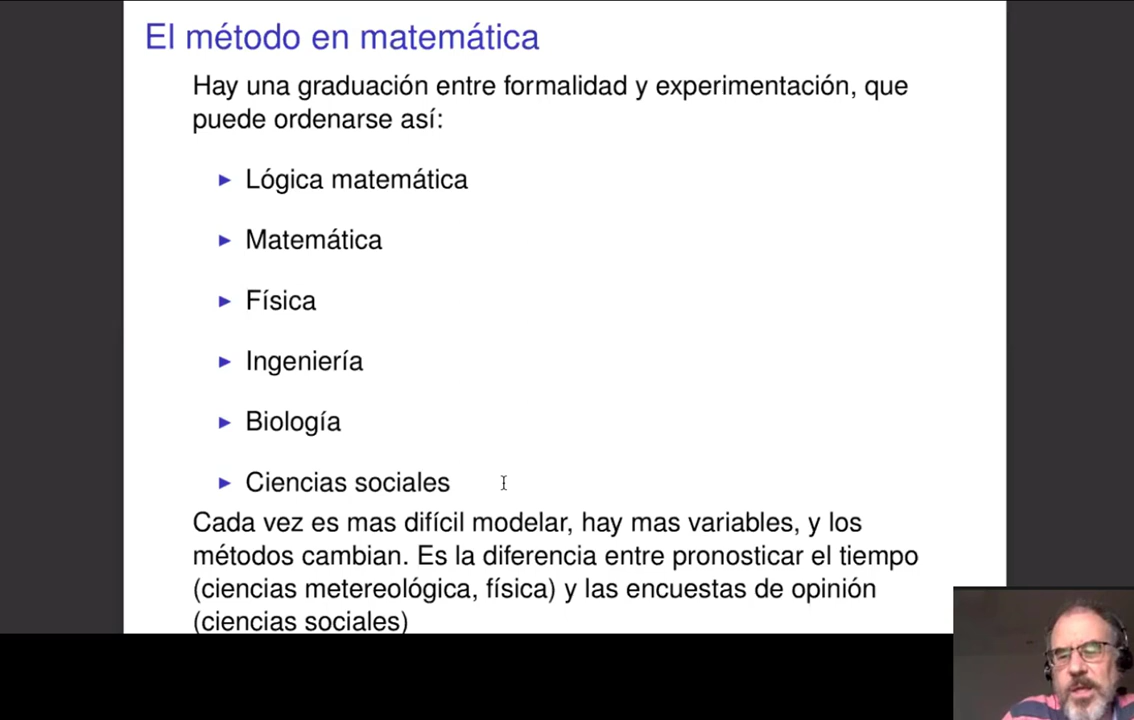 El método en matemática
Hay una graduación entre formalidad y experimentación, que
puede ordenarse así:
Lógica matemática
Matemática
Física
Ingeniería
Biología
Ciencias sociales
Cada vez es mas difícil modelar, hay mas variables, y los
métodos cambian. Es la diferencia entre pronosticar el tiempo
(ciencias metereológica, física) y las encuestas de opinión
(ciencias sociales)